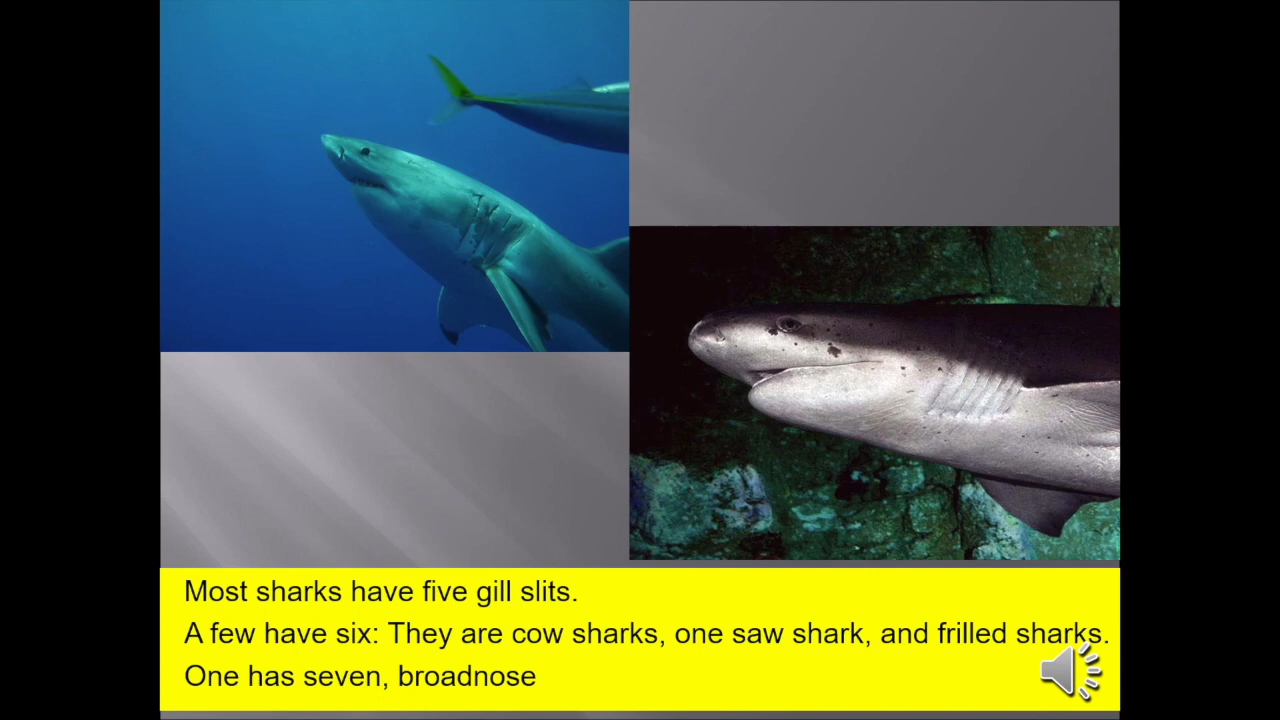 Most sharks have five gill slits.
A few have six: They are cow sharks, one saw shark, and frilled sharks.
One has seven, broadnose